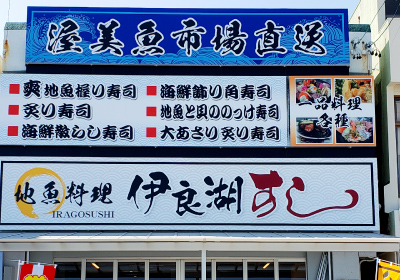 渥美魚市場直送
爽地魚握り寿司
海鮮飾り角寿司
炙り寿司
地魚と貝ののっけ寿司
海鮮散らし寿司
大あさり炙り寿司
一品料理
各種
地魚料理
IRAGOSUSHI
伊良湖
すし